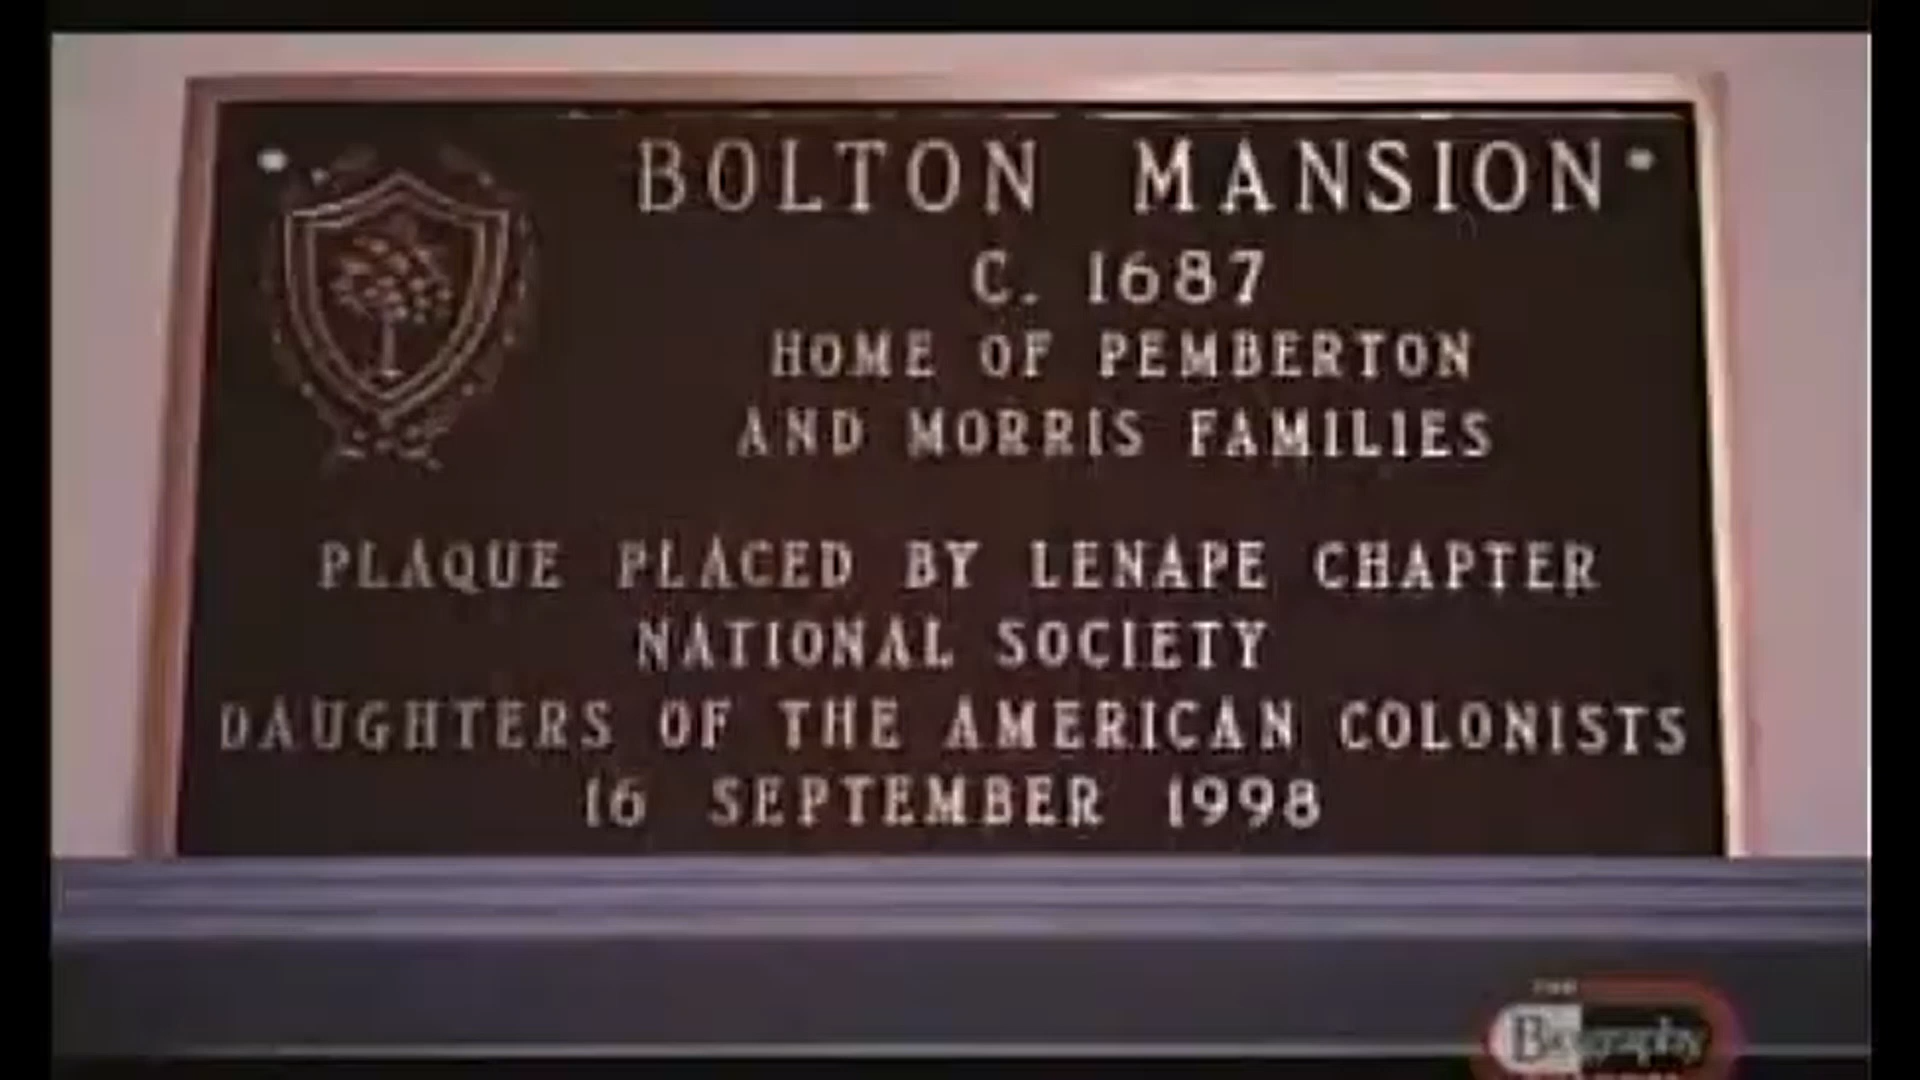 BOLTON MANSION
C. 1687
HOME OF PEMBERTON
AND MORRIS FAMILIES
PLAQUE PLACED BY LENAPE CHAPTER
NATIONAL SOCIETY
DAUGHTERS OF THE AMERICAN COLONISTS
16 SEPTEMBER 1998
THE
Biography